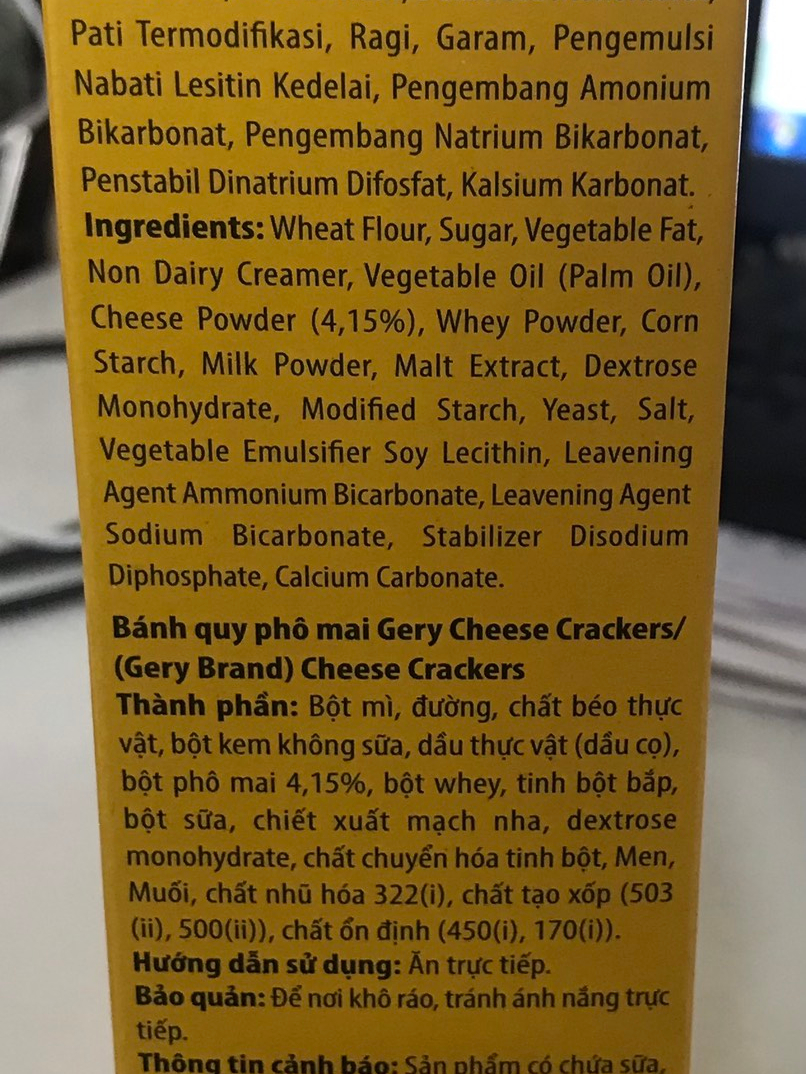 Pati Termodifikasi, Ragi, Garam, Pengemulsi
Nabati Lesitin Kedelai, Pengembang Amonium
Bikarbonat, Pengembang Natrium Bikarbonat,
Penstabil Dinatrium Difosfat, Kalsium Karbonat.
Ingredients: Wheat Flour, Sugar, Vegetable Fat,
Non Dairy Creamer, Vegetable Oil (Palm Oil),
Cheese Powder (4,15%), Whey Powder, Corn
Starch, Milk Powder, Malt Extract, Dextrose
Monohydrate, Modified Starch, Yeast, Salt,
Vegetable Emulsifier Soy Lecithin, Leavening
Agent Ammonium Bicarbonate, Leavening Agent
Sodium Bicarbonate, Stabilizer Disodium
Diphosphate, Calcium Carbonate.
Bánh quy phô mai Gery Cheese Crackers/
(Gery Brand) Cheese Crackers
Thành phần: Bột mì, đường, chất béo thực
vật, bột kem không sữa, dầu thực vật (dầu cọ),
bột phô mai 4,15%, bột whey, tinh bột bắp,
bột sữa, chiết xuất mạch nha, dextrose
monohydrate, chất chuyển hóa tinh bột, Men,
Muối, chất nhũ hóa 322(i), chất tạo xốp (503
(ii), 500(ii)), chất ổn định (450(i), 170(i)).
Hướng dẫn sử dụng: Ăn trực tiếp.
Bảo quản: Để nơi khô ráo, tránh ánh nắng trực
tiếp.
Thông tin cảnh báo: Sản phẩm có chứa sữa,